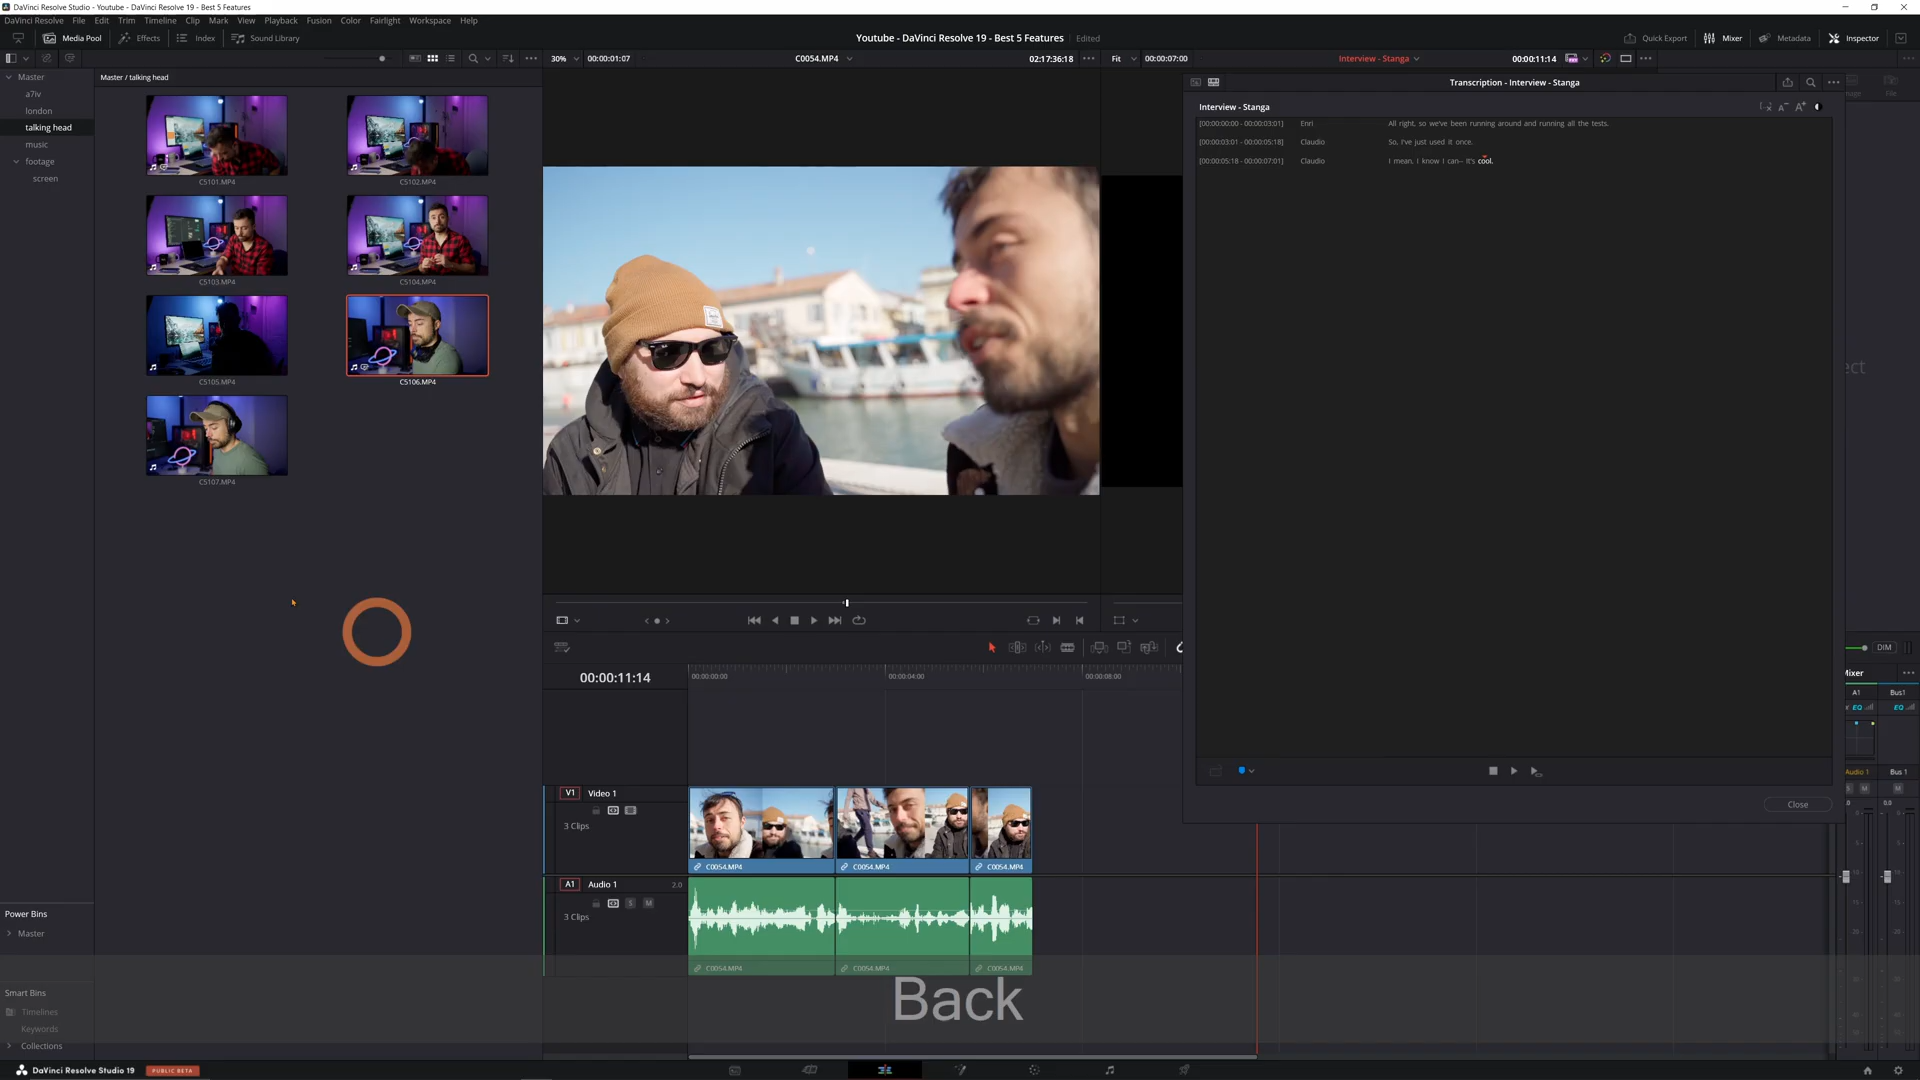 DaVinci Resolve Studio 19 - Best 5 Features
DaVinci Resolve File Edit Trim Timeline Clip Mark View Playback Fusion Color Fairlight Workspace Help
Media Pool Effects Index Sound Library
Youtube - DaVinci Resolve 19 - Best 5 Features Edited
Quick Export Mixer Metadata Inspector
30% 00:00:01:07 C0054.MP4 02:17:36:18
Fit 00:00:07:00 Interview - Stanga 00:00:11:14
Master
a7iv
london
talking head
music
footage
screen
Master / talking head
C5101.MP4
C5102.MP4
C5103.MP4
C5104.MP4
C5105.MP4
C5106.MP4
C5107.MP4
Transcription - Interview - Stanga
Interview - Stanga
[00:00:00:00 - 00:00:03:01] Enri All right, so we've been running around and running all the tests.
[00:00:03:01 - 00:00:05:18] Claudio So, I've just used it once.
[00:00:05:18 - 00:00:07:01] Claudio I mean, I know I can-- It's cool.
Close
00:00:11:14
00:00:00:00
00:00:04:00
00:00:08:00
V1 Video 1
3 Clips
C0054.MP4
C0054.MP4
C0054.MP4
A1 Audio 1 2.0
S M
3 Clips
C0054.MP4
C0054.MP4
C0054.MP4
DIM
Mixer
A1 Bus1
EQ EQ
Audio 1 Bus 1
S M M
0.0
Power Bins
Master
Smart Bins
Timelines
Keywords
Collections
Back
DaVinci Resolve Studio 19 PUBLIC BETA